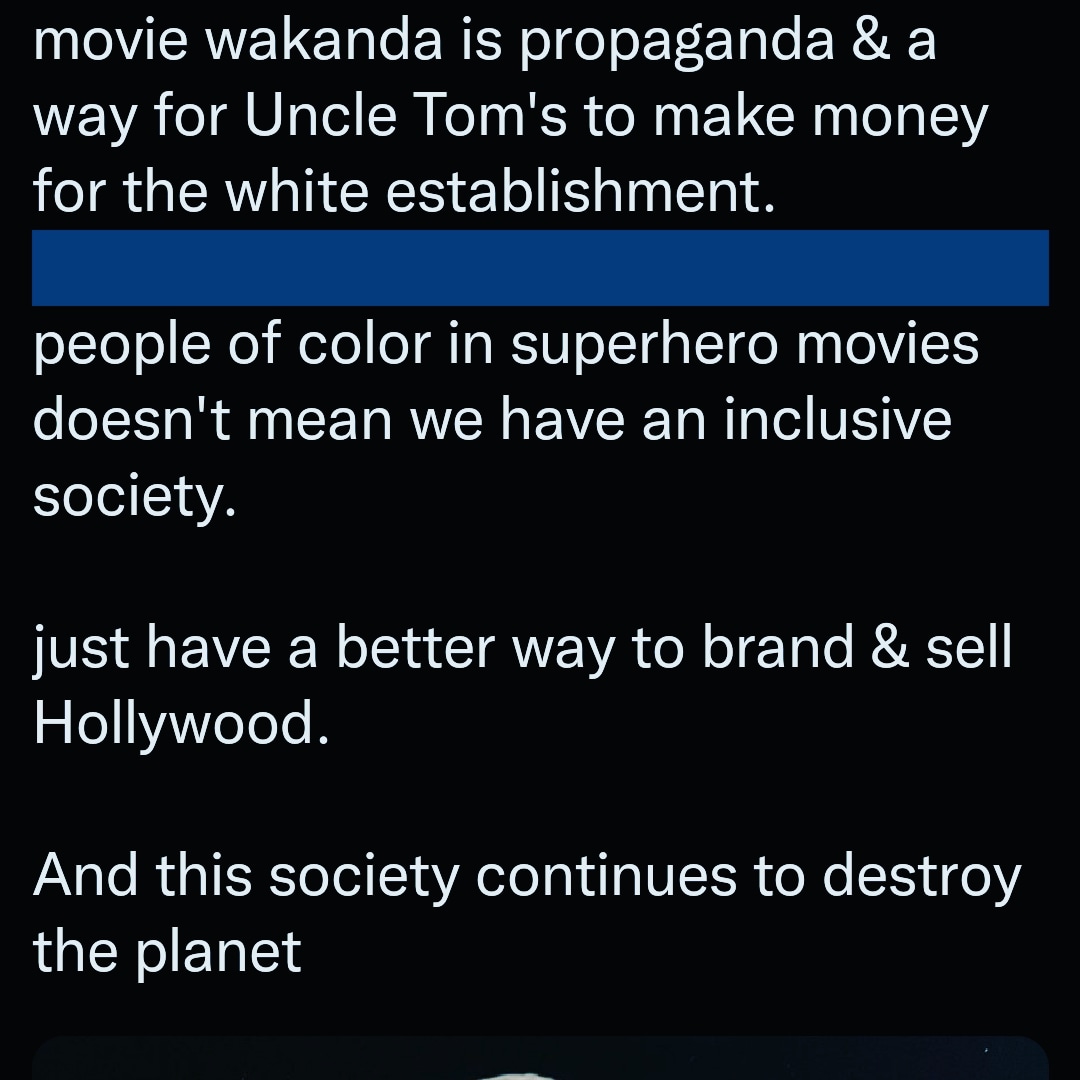 movie wakanda is propaganda & a
way for Uncle Tom's to make money
for the white establishment.
people of color in superhero movies
doesn't mean we have an inclusive
society.
just have a better way to brand & sell
Hollywood.
And this society continues to destroy
the planet